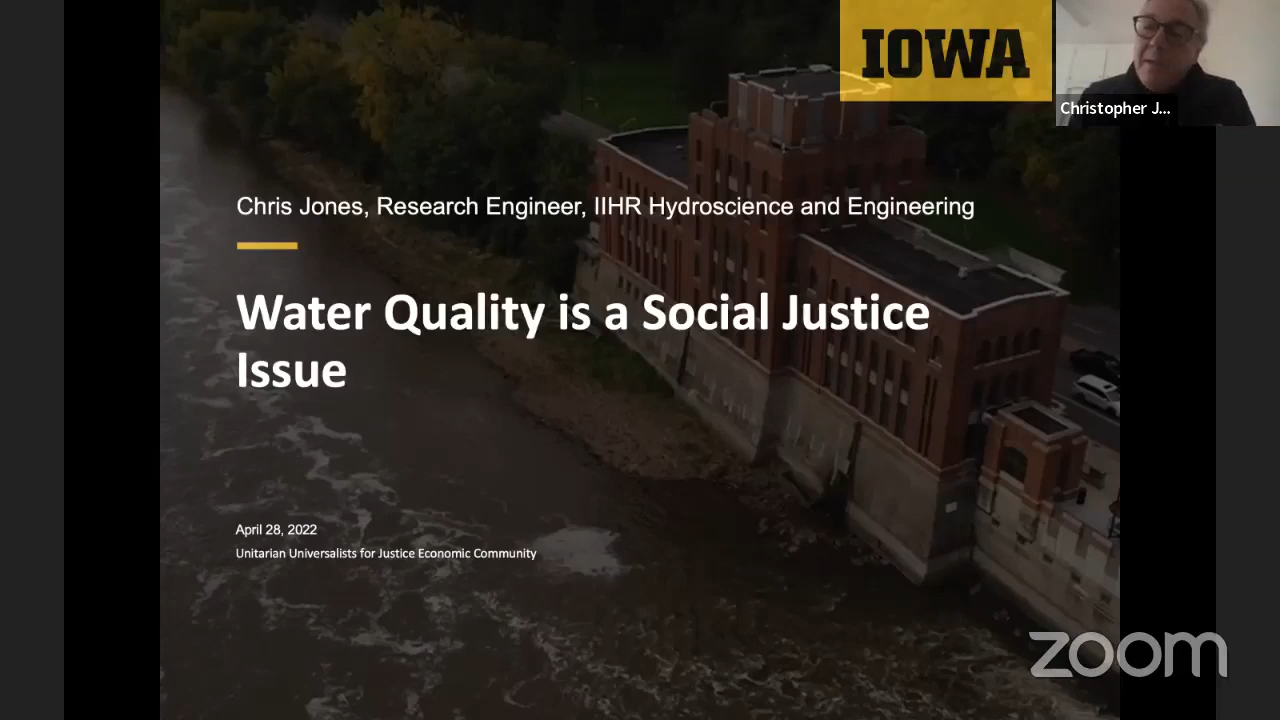 IOWA
Christopher J...
Chris Jones, Research Engineer, IIHR Hydroscience and Engineering
Water Quality is a Social Justice
Issue
April 28, 2022
Unitarian Universalists for Justice Economic Community
zoom